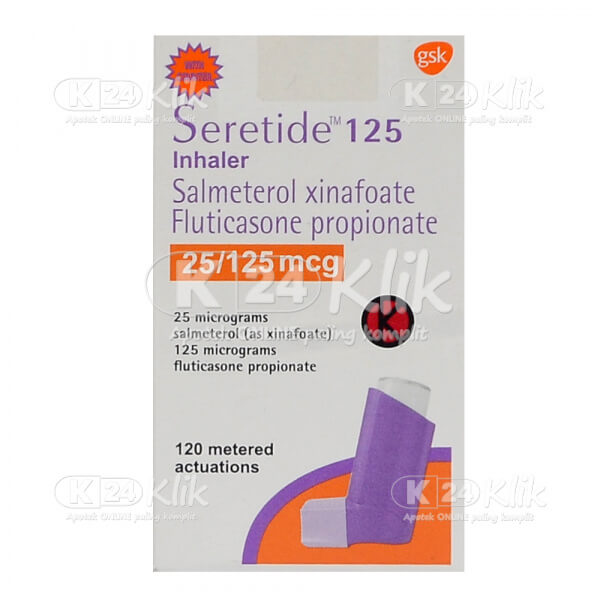 gsk
K24Klik
Apotek ONLINE paling komplit
Seretide™ 125
Inhaler
Salmeterol xinafoate
Fluticasone propionate
25/125 mcg
K24Klik
Apotek ONLINE paling komplit
25 micrograms
salmeterol (as xinafoate)
125 micrograms
fluticasone propionate
K
120 metered
actuations
K24Klik
Apotek ONLINE paling komplit
K24Klik
Apotek ONLINE paling komplit